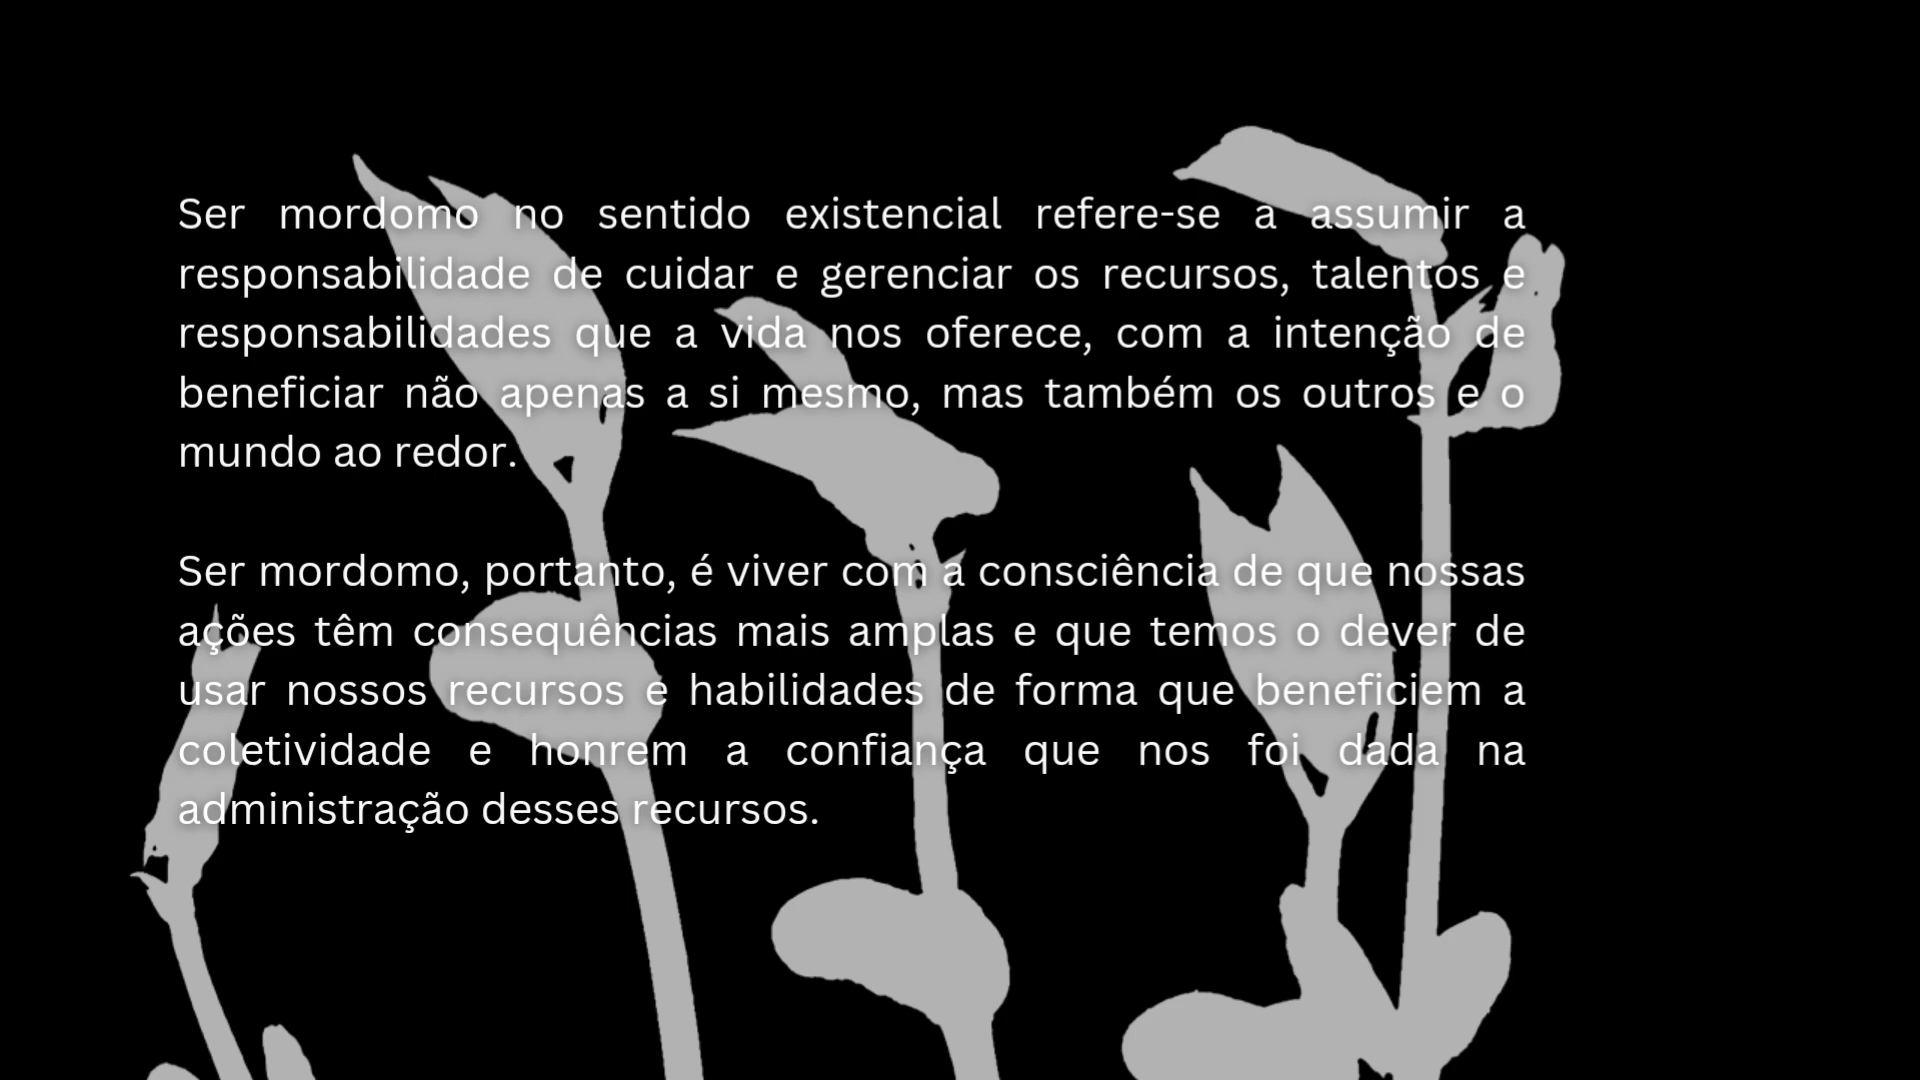 Ser mordomo no sentido existencial refere-se a assumir a
responsabilidade de cuidar e gerenciar os recursos, talentos e
responsabilidades que a vida nos oferece, com a intenção de
beneficiar não apenas a si mesmo, mas também os outros e o
mundo ao redor.
Ser mordomo, portanto, é viver com a consciência de que nossas
ações têm consequências mais amplas e que temos o dever de
usar nossos recursos e habilidades de forma que beneficiem a
coletividade e honrem a confiança que nos foi dada na
administração desses recursos.